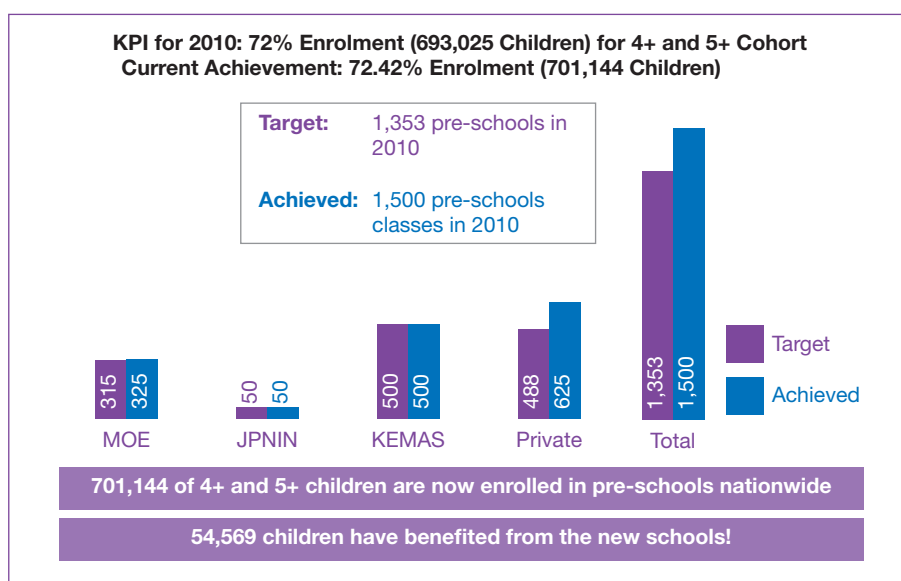 KPI for 2010: 72% Enrolment (693,025 Children) for 4+ and 5+ Cohort
Current Achievement: 72.42% Enrolment (701,144 Children)
Target: 1,353 pre-schools in
2010
Achieved: 1,500 pre-schools
classes in 2010
315 325 50 50 500 500 488 625 1,353 1,500
Target
Achieved
MOE JPNIN KEMAS Private Total
701,144 of 4+ and 5+ children are now enrolled in pre-schools nationwide
54,569 children have benefited from the new schools!